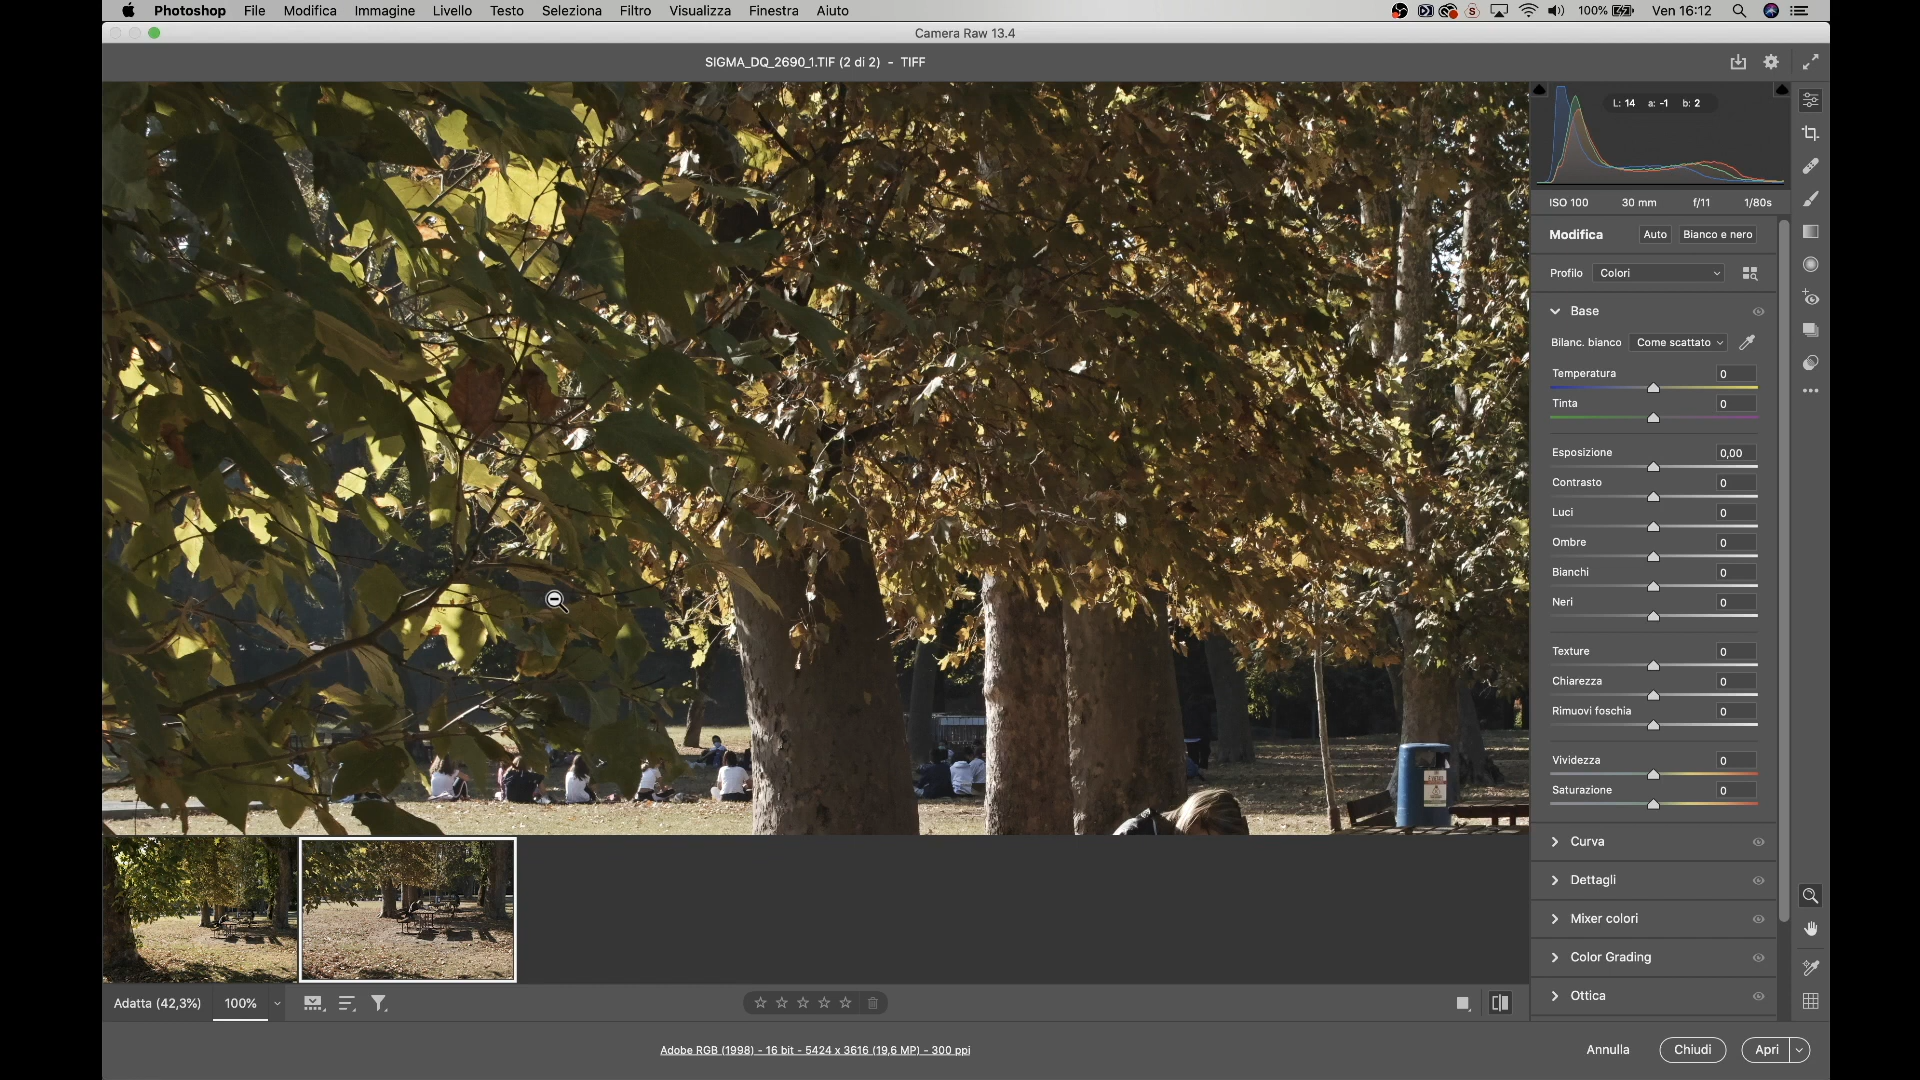 Photoshop File Modifica Immagine Livello Testo Seleziona Filtro Visualizza Finestra Aiuto 100% Ven 16:12
Camera Raw 13.4
SIGMA_DQ_2690_1.TIF (2 di 2) - TIFF
L: 14 a: -1 b: 2
ISO 100 30 mm f/11 1/80s
Modifica Auto Bianco e nero
Profilo Colori
Base
Bilanc. bianco Come scattato
Temperatura 0
Tinta 0
Esposizione 0,00
Contrasto 0
Luci 0
Ombre 0
Bianchi 0
Neri 0
Texture 0
Chiarezza 0
Rimuovi foschia 0
Vividezza 0
Saturazione 0
Curva
Dettagli
Mixer colori
Color Grading
Ottica
Adatta (42,3%) 100%
Adobe RGB (1998) - 16 bit - 5424 x 3616 (19,6 MP) - 300 ppi
Annulla Chiudi Apri